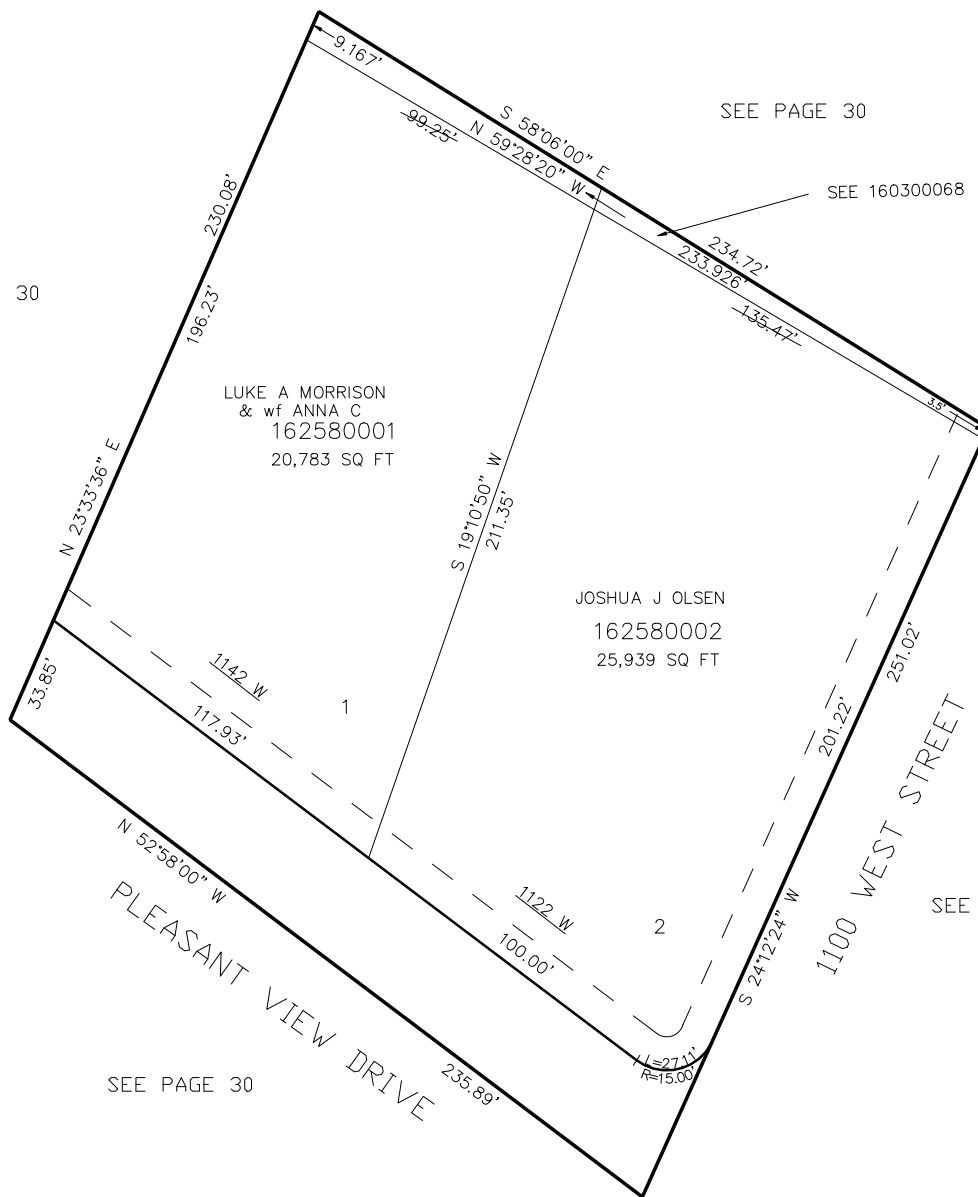 9.167'
99.25'
S 58°06'00" E
N 59°28'20" W
SEE PAGE 30
SEE 160300068
234.72'
233.926'
135.47'
3.5'
230.08'
196.23'
30
LUKE A MORRISON
& wf ANNA C
162580001
20,783 SQ FT
N 23°33'36" E
S 19°10'50" W
211.35'
JOSHUA J OLSEN
162580002
25,939 SQ FT
251.02'
201.22'
33.85'
1142 W
117.93'
1
1122 W
100.00'
2
S 24°12'24" W
1100 WEST STREET
SEE
N 52°58'00" W
PLEASANT VIEW DRIVE
L=27.11'
R=15.00'
235.89'
SEE PAGE 30